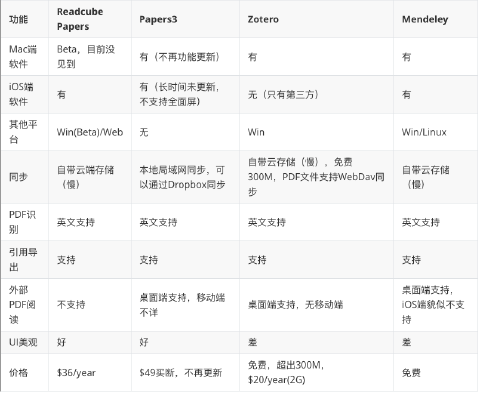 功能 Readcube Papers Papers3 Zotero Mendeley
Mac端软件 Beta，目前没见到 有（不再功能更新） 有 有
iOS端软件 有 有（长时间未更新，不支持全面屏） 无（只有第三方） 有
其他平台 Win(Beta)/Web 无 Win Win/Linux
同步 自带云端存储（慢） 本地局域网同步，可以通过Dropbox同步 自带云存储（慢），免费300M，PDF文件支持WebDav同步 自带云存储（慢）
PDF识别 英文支持 英文支持 英文支持 英文支持
引用导出 支持 支持 支持 支持
外部PDF阅读 不支持 桌面端支持，移动端不详 桌面端支持，无移动端 桌面端支持，iOS端貌似不支持
UI美观 好 好 差 差
价格 $36/year $49买断，不再更新 免费，超出300M，$20/year(2G) 免费